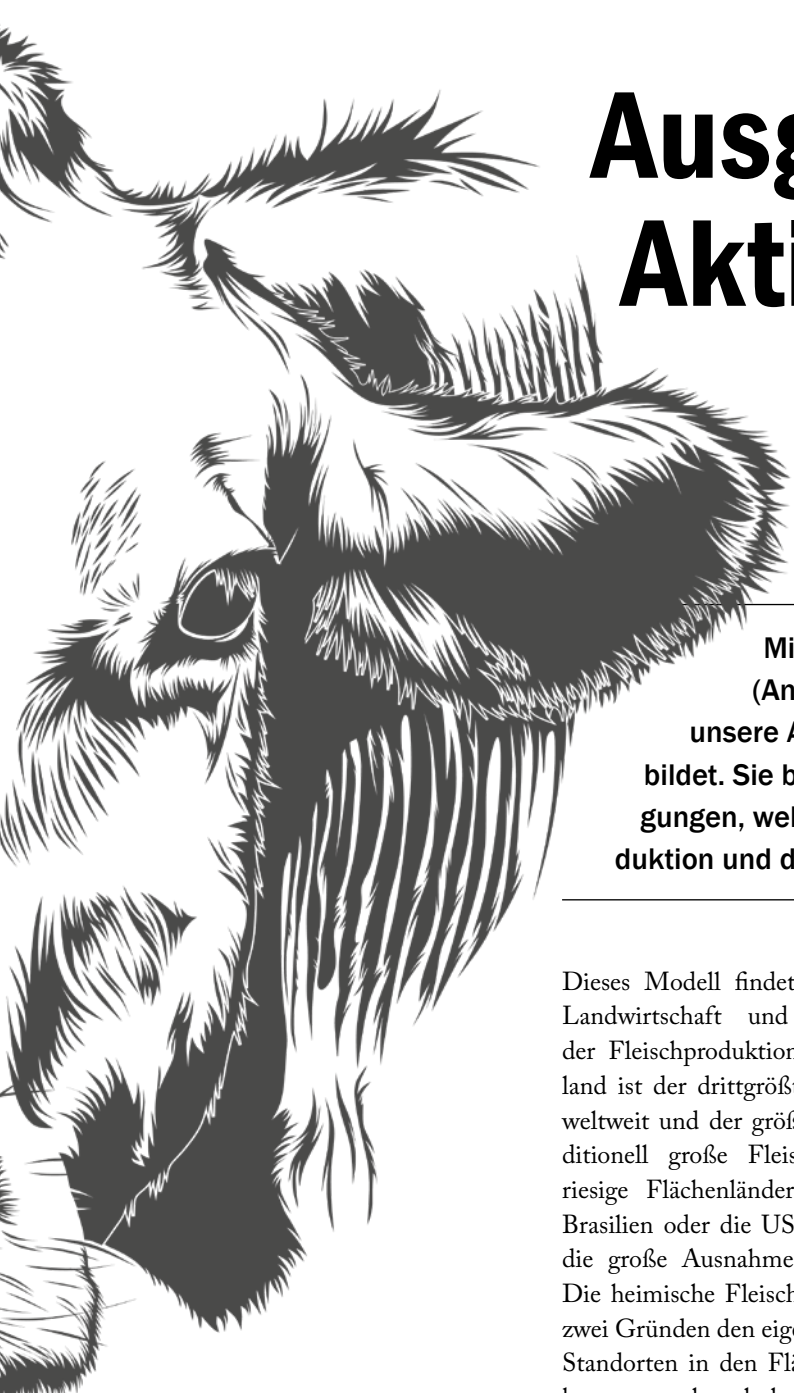 Ausg
Akti
Mi
(An
unsere A
bildet. Sie b
gungen, wel
duktion und d
Dieses Modell findet
Landwirtschaft und
der Fleischproduktion
land ist der drittgröß
weltweit und der größ
ditionell große Fleis
riesige Flächenländer
Brasilien oder die US
die große Ausnahme
Die heimische Fleisch
zwei Gründen den eige
Standorten in den Flä